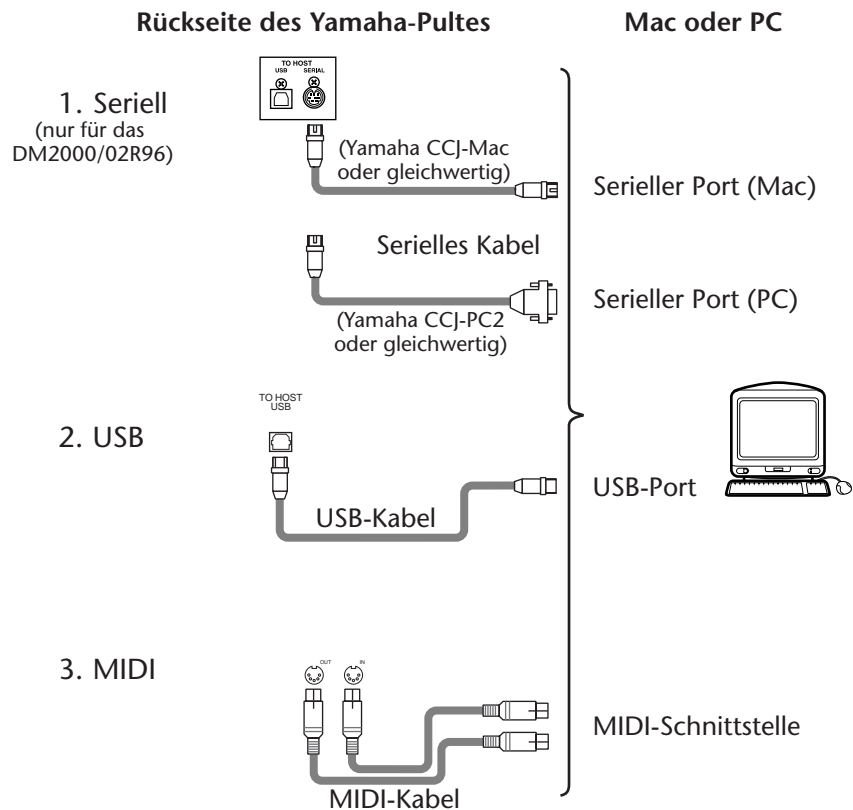 Rückseite des Yamaha-Pultes
Mac oder PC
TO HOST
USB SERIAL
1. Seriell
(nur für das
DM2000/02R96)
(Yamaha CCJ-Mac
oder gleichwertig)
Serieller Port (Mac)
Serielles Kabel
Serieller Port (PC)
(Yamaha CCJ-PC2
oder gleichwertig)
TO HOST
USB
2. USB
USB-Port
USB-Kabel
OUT IN
3. MIDI
MIDI-Schnittstelle
MIDI-Kabel